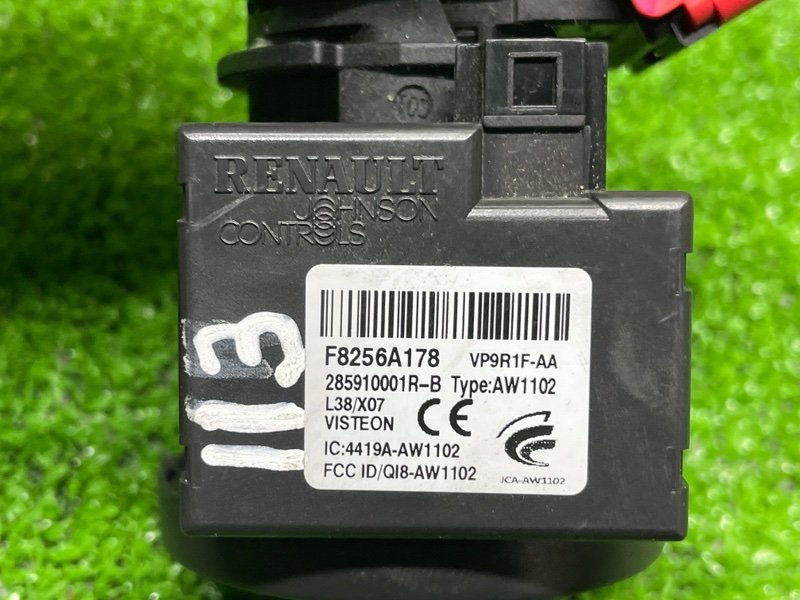 RENAULT
JOHNSON
CONTROLS
113
F8256A178 VP9R1F-AA
285910001R-B Type:AW1102
L38/X07
VISTEON CE
IC:4419A-AW1102
FCC ID/QI8-AW1102
JCA-AW1102